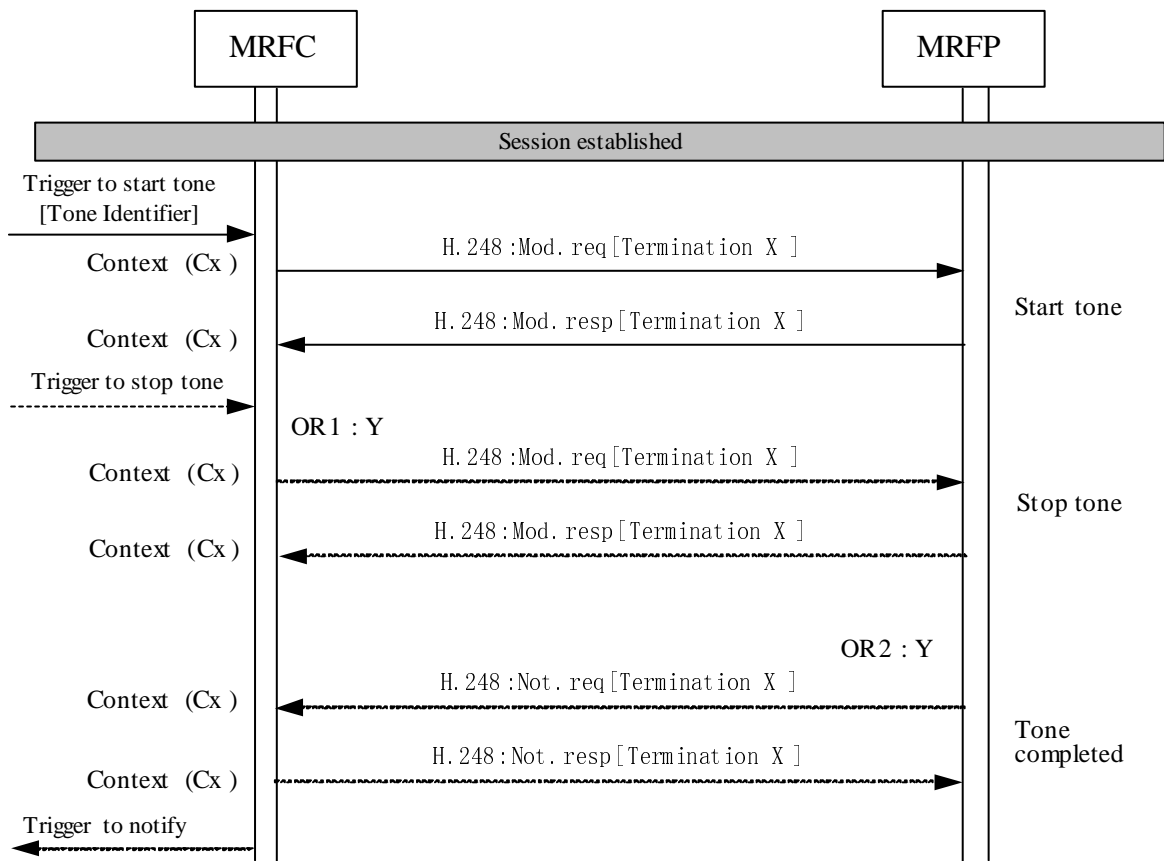 MRFC
MRFP
Session established
Trigger to start tone
[Tone Identifier]
H.248:Mod.req[Termination X ]
Context (Cx )
Start tone
H.248:Mod.resp[Termination X ]
Context (Cx )
Trigger to stop tone
OR1 : Y
H.248:Mod.req[Termination X ]
Context (Cx )
Stop tone
H.248:Mod.resp[Termination X ]
Context (Cx )
OR2 : Y
H.248:Not.req[Termination X ]
Context (Cx )
Tone
completed
H.248:Not.resp[Termination X ]
Context (Cx )
Trigger to notify